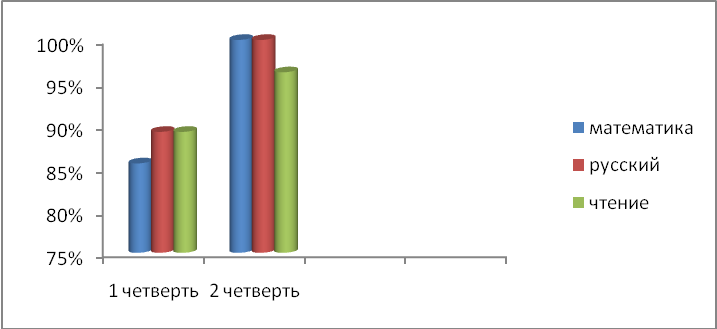 100%
95%
90%
85%
80%
75%
1 четверть 2 четверть
математика
русский
чтение